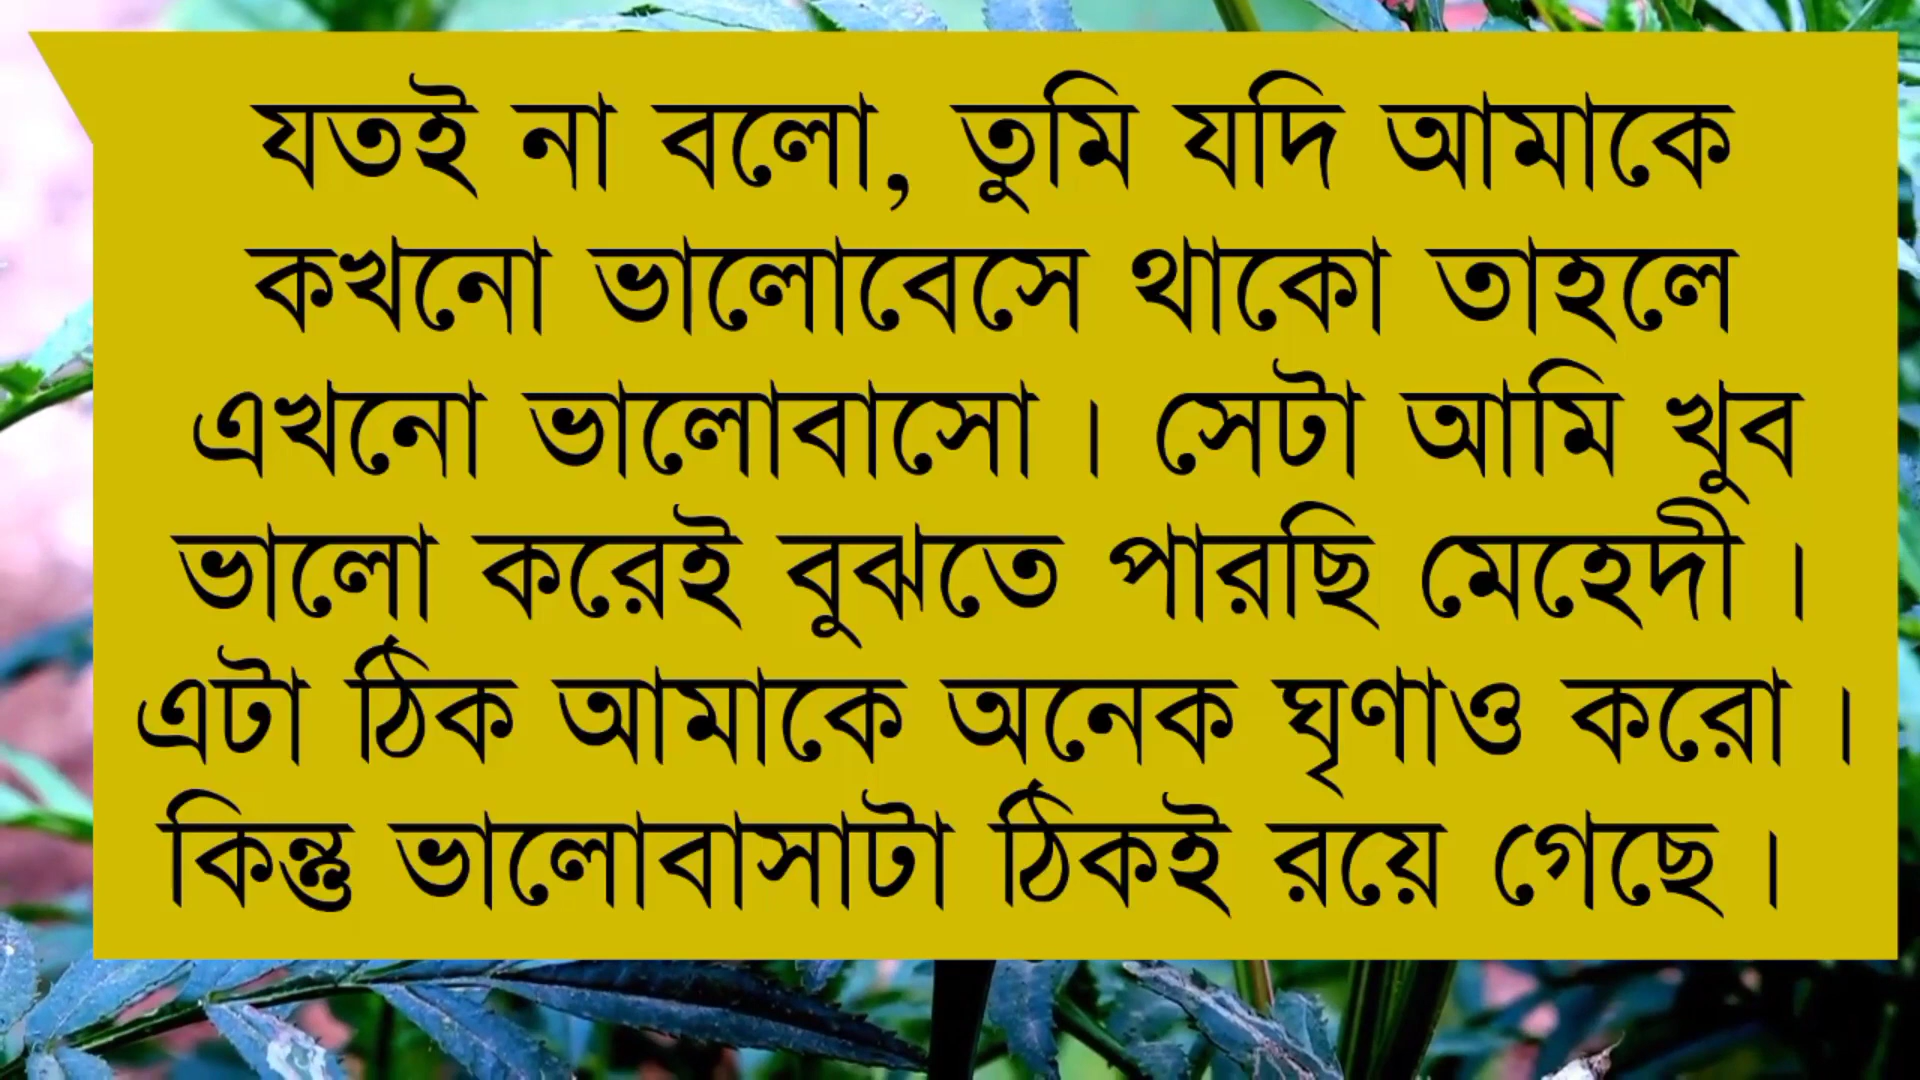 যতই না বলো, তুমি যদি আমাকে
কখনো ভালোবেসে থাকো তাহলে
এখনো ভালোবাসো। সেটা আমি খুব
ভালো করেই বুঝতে পারছি মেহেদী।
এটা ঠিক আমাকে অনেক ঘৃণাও করো।
কিন্তু ভালোবাসাটা ঠিকই রয়ে গেছে।